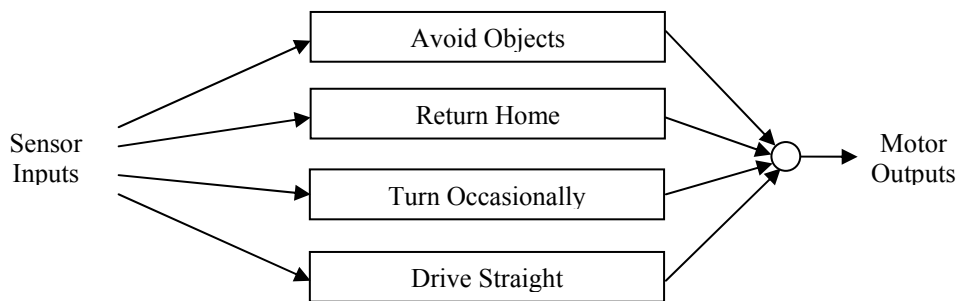 Avoid Objects
Return Home
Sensor
Inputs
Motor
Outputs
Turn Occasionally
Drive Straight